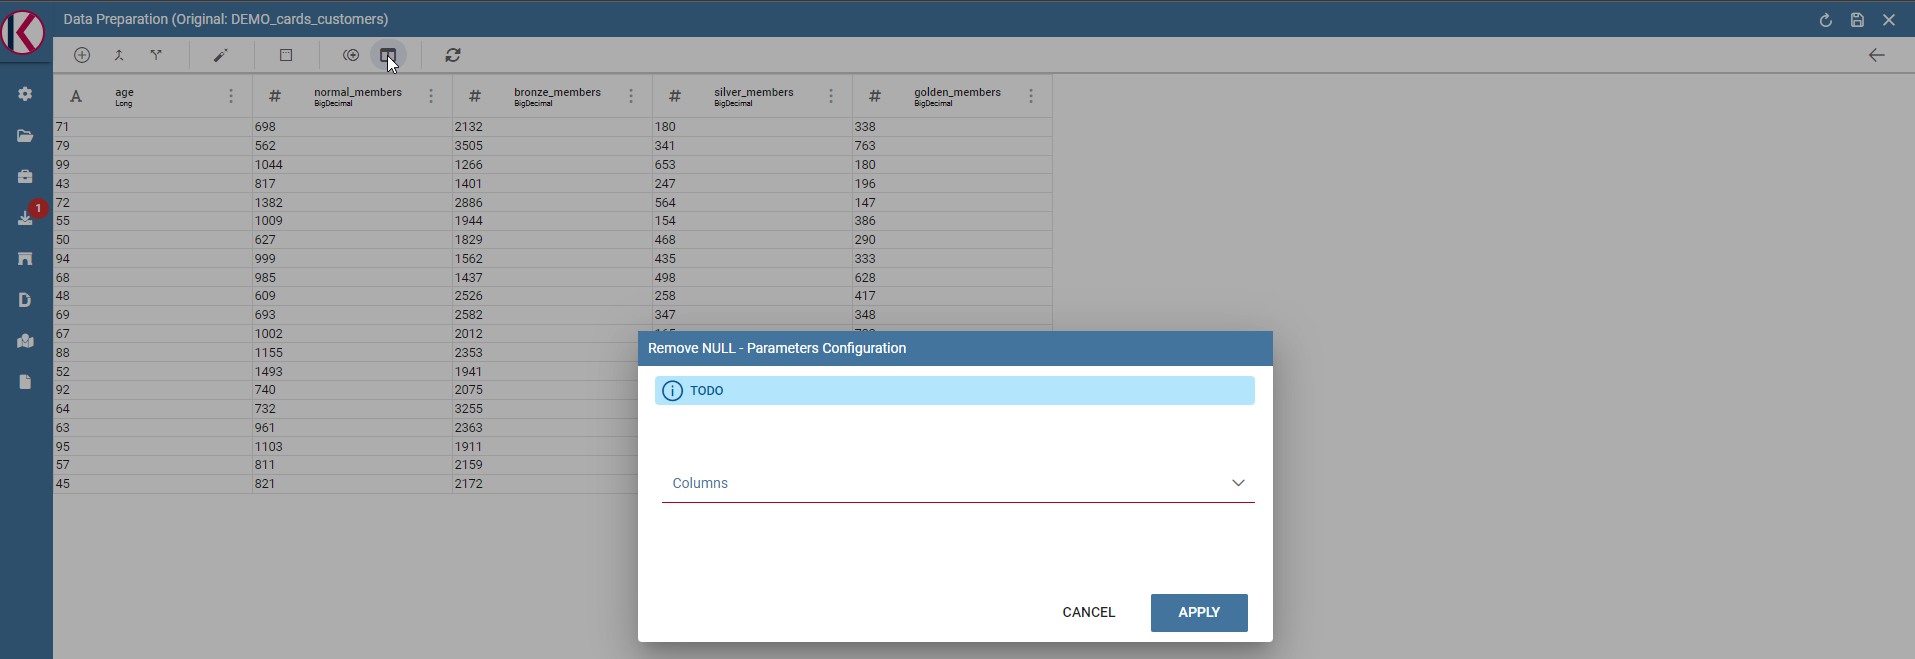 Data Preparation (Original: DEMO_cards_customers)
1
A age Long # normal_members BigDecimal # bronze_members BigDecimal # silver_members BigDecimal # golden_members BigDecimal
71 698 2132 180 338
79 562 3505 341 763
99 1044 1266 653 180
43 817 1401 247 196
72 1382 2886 564 147
55 1009 1944 154 386
50 627 1829 468 290
94 999 1562 435 333
68 985 1437 498 628
48 609 2526 258 417
69 693 2582 347 348
67 1002 2012
88 1155 2353
52 1493 1941
92 740 2075
64 732 3255
63 961 2363
95 1103 1911
57 811 2159
45 821 2172
Remove NULL - Parameters Configuration
TODO
Columns
CANCEL APPLY